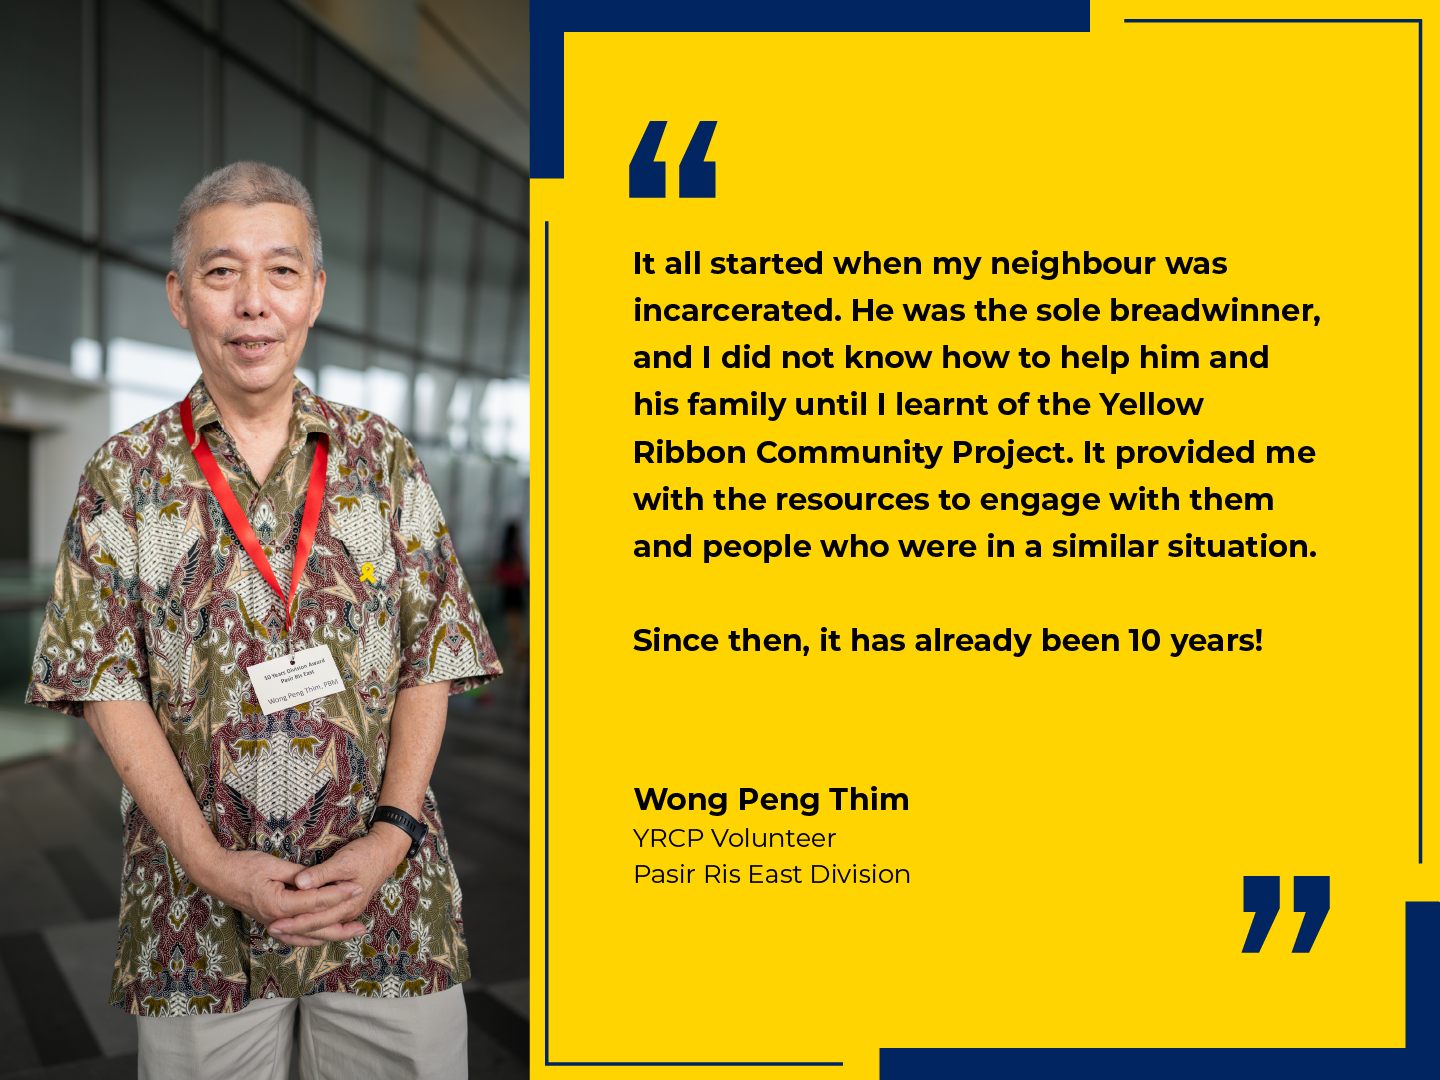 “
It all started when my neighbour was
incarcerated. He was the sole breadwinner,
and I did not know how to help him and
his family until I learnt of the Yellow
Ribbon Community Project. It provided me
with the resources to engage with them
and people who were in a similar situation.
Since then, it has already been 10 years!
Wong Peng Thim
YRCP Volunteer
Pasir Ris East Division
”
10 Years Division Award
Pasir Ris East
Wong Peng Thim, PBM